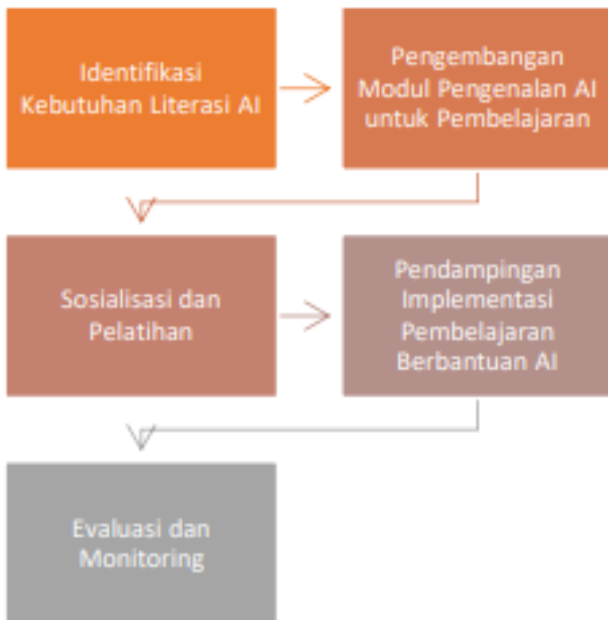 Identifikasi
Kebutuhan Literasi AI
Pengembangan
Modul Pengenalan AI
untuk Pembelajaran
Sosialisasi dan
Pelatihan
Pendampingan
Implementasi
Pembelajaran
Berbantuan AI
Evaluasi dan
Monitoring